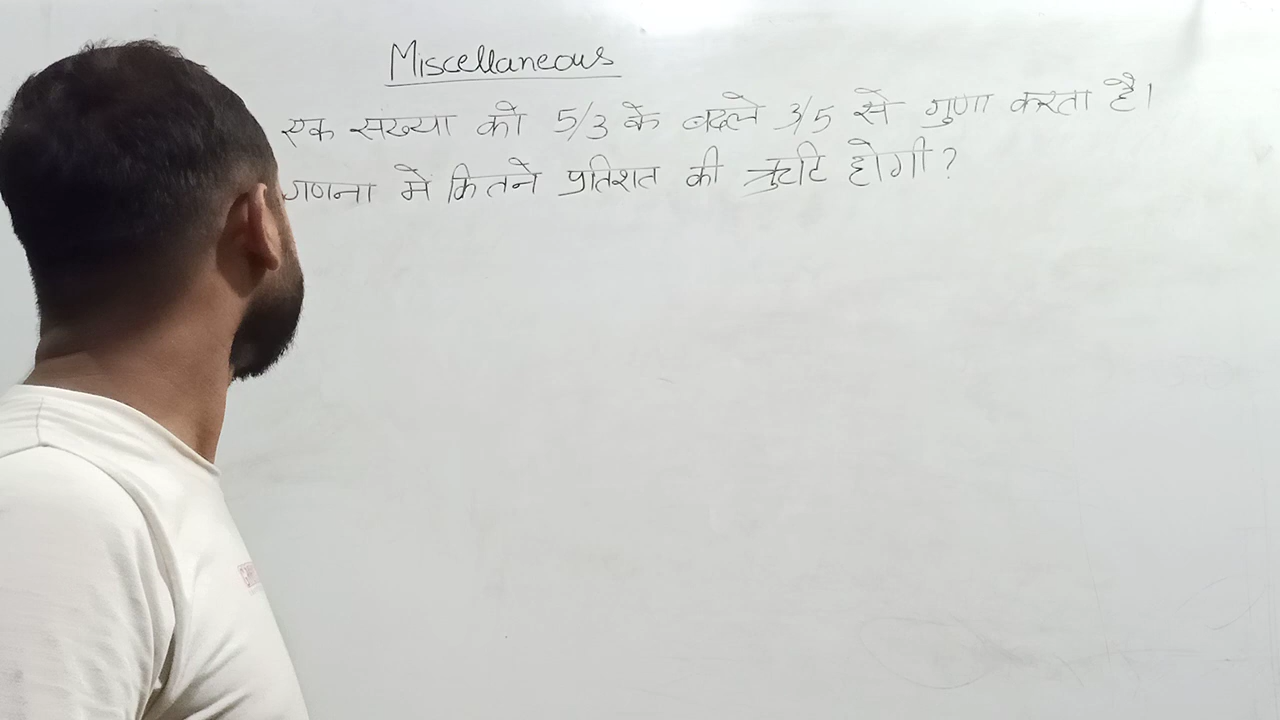 Miscellaneous
एक संख्या को 5/3 के बदले 3/5 से गुणा करता है।
गणना में कितने प्रतिशत की त्रुटि होगी?